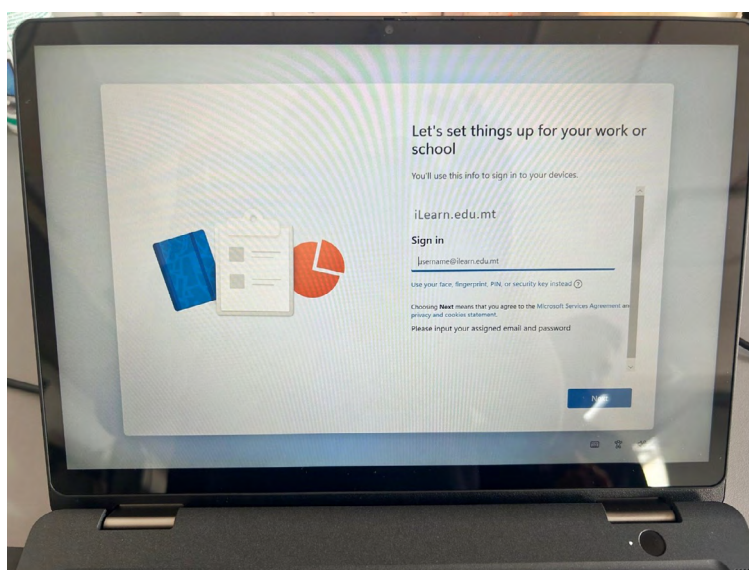 Let's set things up for your work or
school
You'll use this info to sign in to your devices.
iLearn.edu.mt
Sign in
username@ilearn.edu.mt
Use your face, fingerprint, PIN, or security key instead
Choosing Next means that you agree to the Microsoft Services Agreement an
privacy and cookies statement.
Please input your assigned email and password
Next